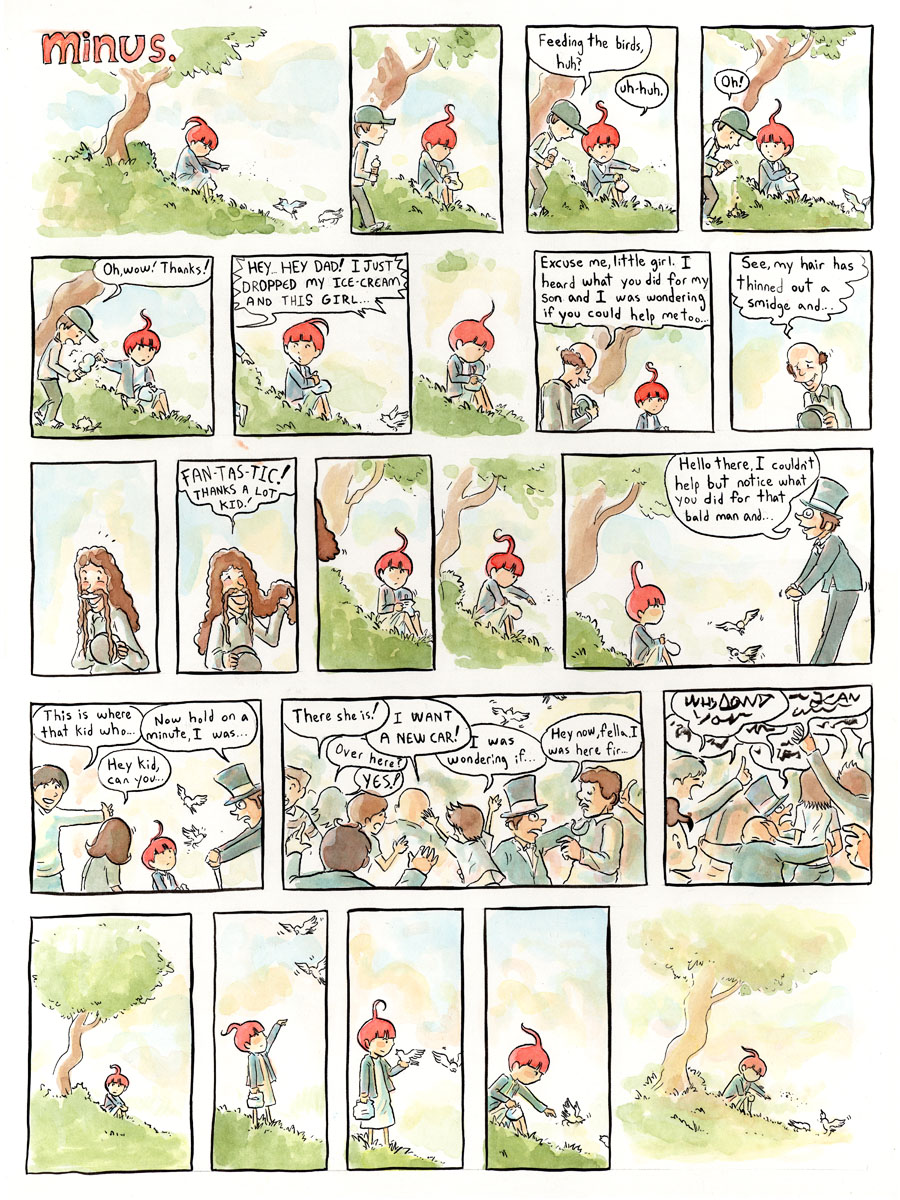 minus.
Feeding the birds,
huh?
uh-huh.
Oh!
Oh, wow! Thanks!
HEY... HEY DAD! I JUST
DROPPED MY ICE-CREAM
AND THIS GIRL...
Excuse me, little girl. I
heard what you did for my
son and I was wondering
if you could help me too...
See, my hair has
thinned out a
smidge and...
FAN-TAS-TIC!
THANKS A LOT
KID!
Hello there, I couldn't
help but notice what
you did for that
bald man and...
This is where
that kid who...
Now hold on a
minute, I was...
Hey kid,
can you...
There she is!
I WANT
A NEW CAR!
Over here?
YES!
I was
wondering if...
Hey now, fella. I
was here fir...
I CAN